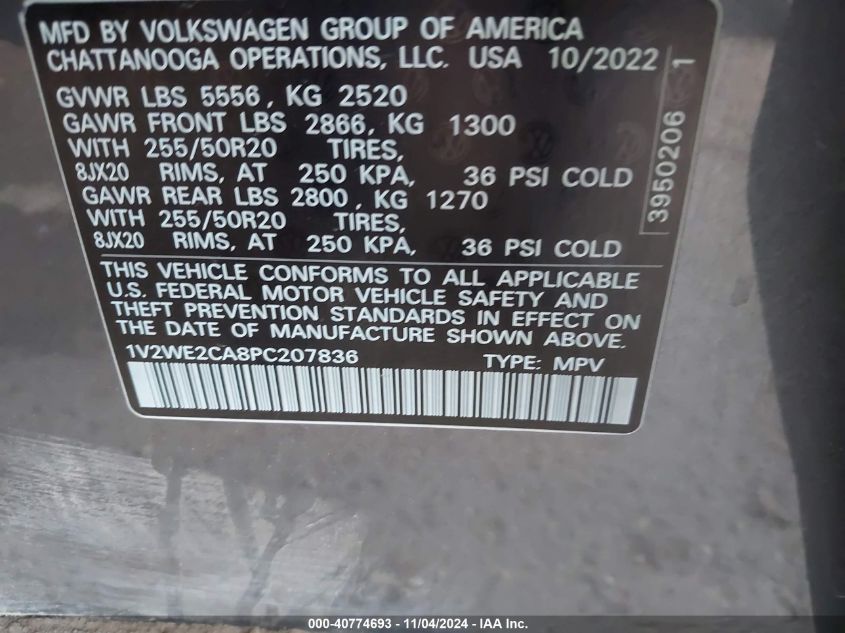 MFD BY VOLKSWAGEN GROUP OF AMERICA
CHATTANOOGA OPERATIONS, LLC. USA 10/2022
GVWR LBS 5556, KG 2520
GAWR FRONT LBS 2866, KG 1300
WITH 255/50R20 TIRES,
8JX20 RIMS, AT 250 KPA, 36 PSI COLD
GAWR REAR LBS 2800, KG 1270
WITH 255/50R20 TIRES,
8JX20 RIMS, AT 250 KPA, 36 PSI COLD
3950206 1
THIS VEHICLE CONFORMS TO ALL APPLICABLE
U.S. FEDERAL MOTOR VEHICLE SAFETY AND
THEFT PREVENTION STANDARDS IN EFFECT ON
THE DATE OF MANUFACTURE SHOWN ABOVE.
1V2WE2CA8PC207836 TYPE: MPV
000-40774693 - 11/04/2024 - IAA Inc.